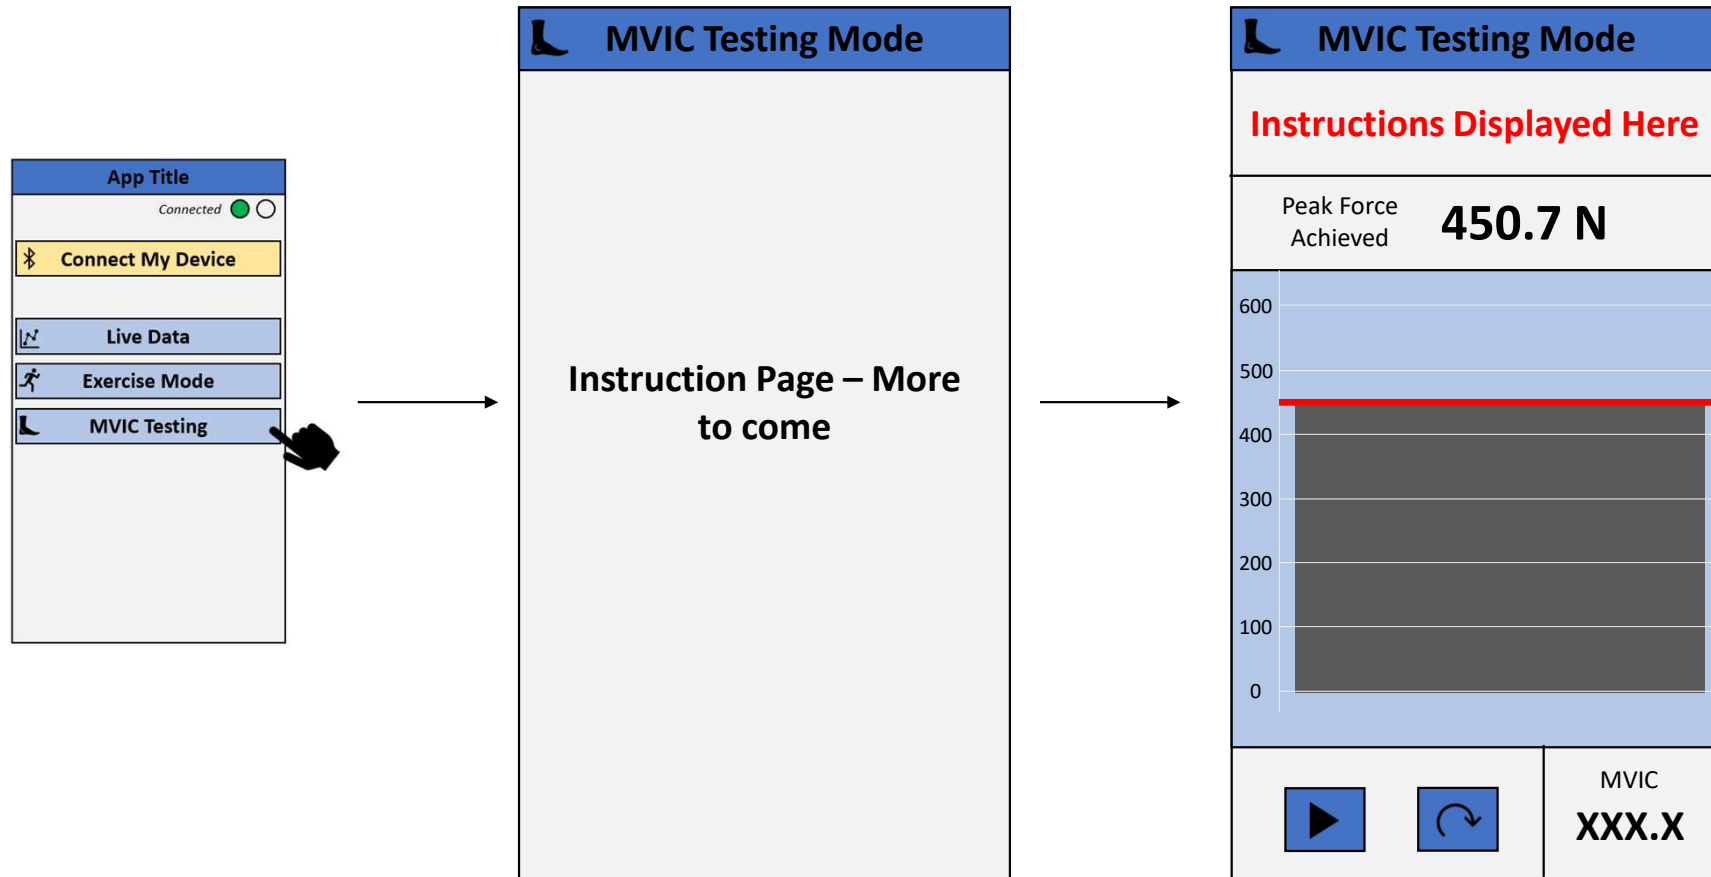 App Title
Connected
Connect My Device
Live Data
Exercise Mode
MVIC Testing
MVIC Testing Mode
Instruction Page – More
to come
MVIC Testing Mode
Instructions Displayed Here
Peak Force
Achieved
450.7 N
600
500
400
300
200
100
0
MVIC
XXX.X